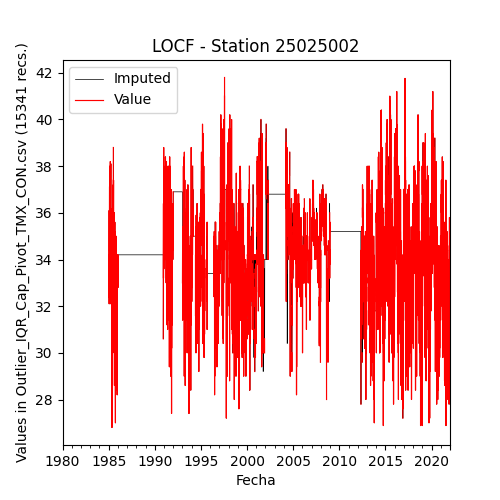 LOCF - Station 25025002
Imputed
Value
Values in Outlier_IQR_Cap_Pivot_TMX_CON.csv (15341 recs.)
42
40
38
36
34
32
30
28
1980 1985 1990 1995 2000 2005 2010 2015 2020
Fecha